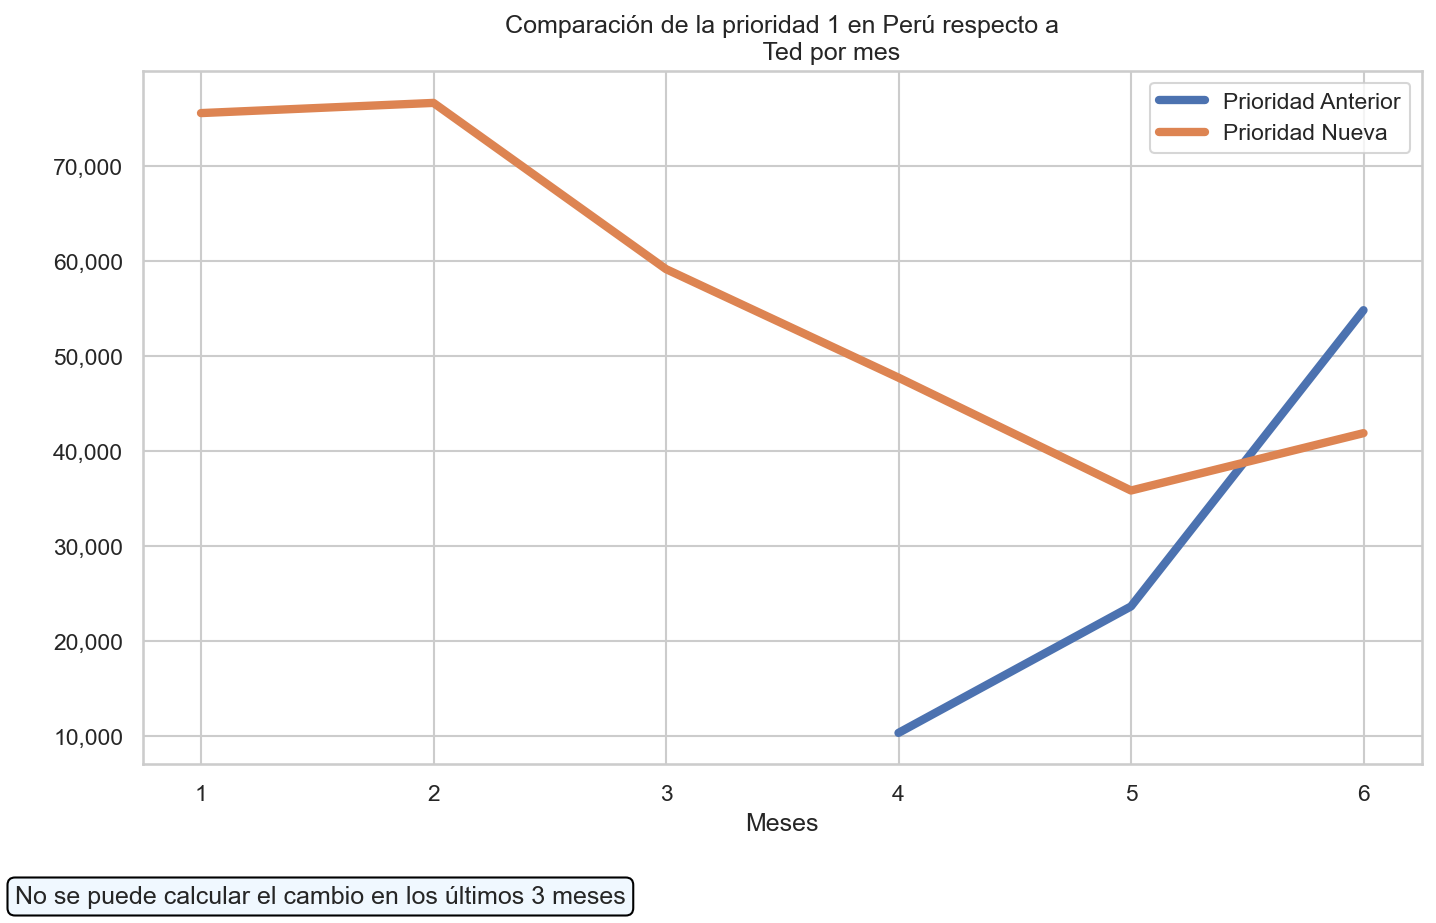 Comparación de la prioridad 1 en Perú respecto a
Ted por mes
Prioridad Anterior
Prioridad Nueva
70,000
60,000
50,000
40,000
30,000
20,000
10,000
1 2 3 4 5 6
Meses
No se puede calcular el cambio en los últimos 3 meses